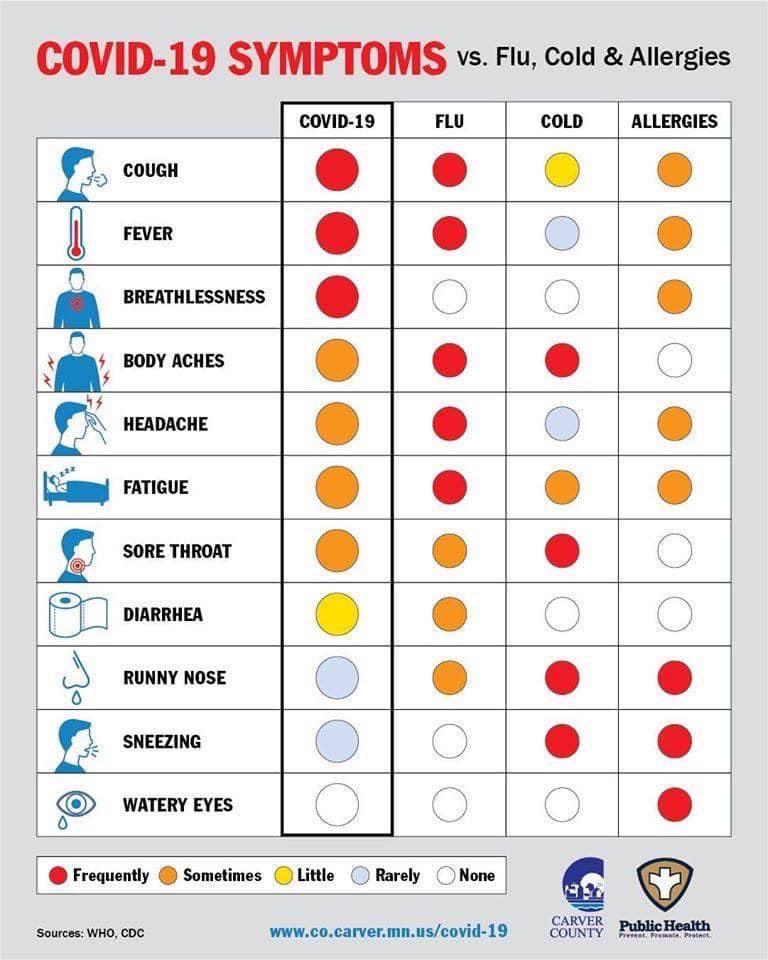 COVID-19 SYMPTOMS vs. Flu, Cold & Allergies
COVID-19 FLU COLD ALLERGIES
COUGH
FEVER
BREATHLESSNESS
BODY ACHES
HEADACHE
FATIGUE
SORE THROAT
DIARRHEA
RUNNY NOSE
SNEEZING
WATERY EYES
Frequently Sometimes Little Rarely None
Sources: WHO, CDC
www.co.carver.mn.us/covid-19
CARVER
COUNTY
Public Health
Prevent. Promote. Protect.